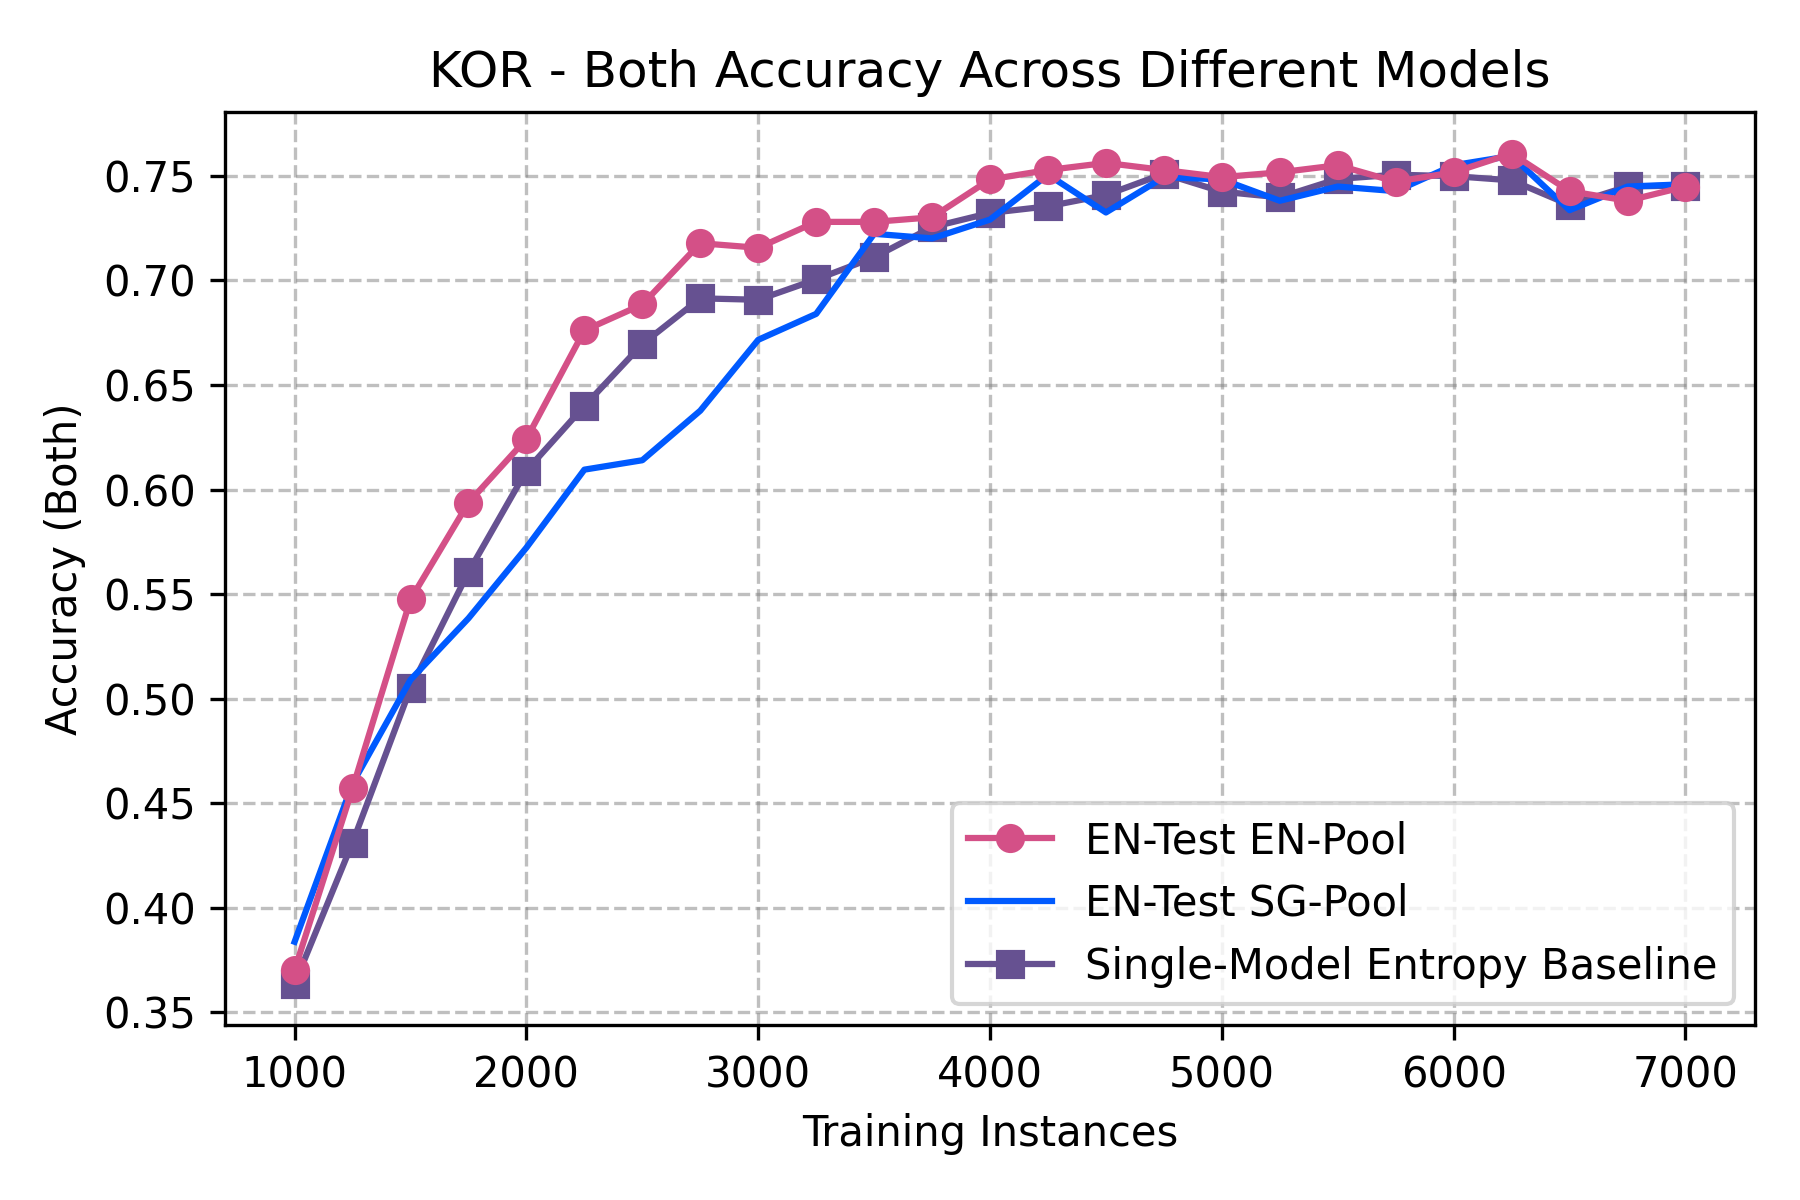 KOR - Both Accuracy Across Different Models
Accuracy (Both)
0.75
0.70
0.65
0.60
0.55
0.50
0.45
0.40
0.35
EN-Test EN-Pool
EN-Test SG-Pool
Single-Model Entropy Baseline
1000 2000 3000 4000 5000 6000 7000
Training Instances